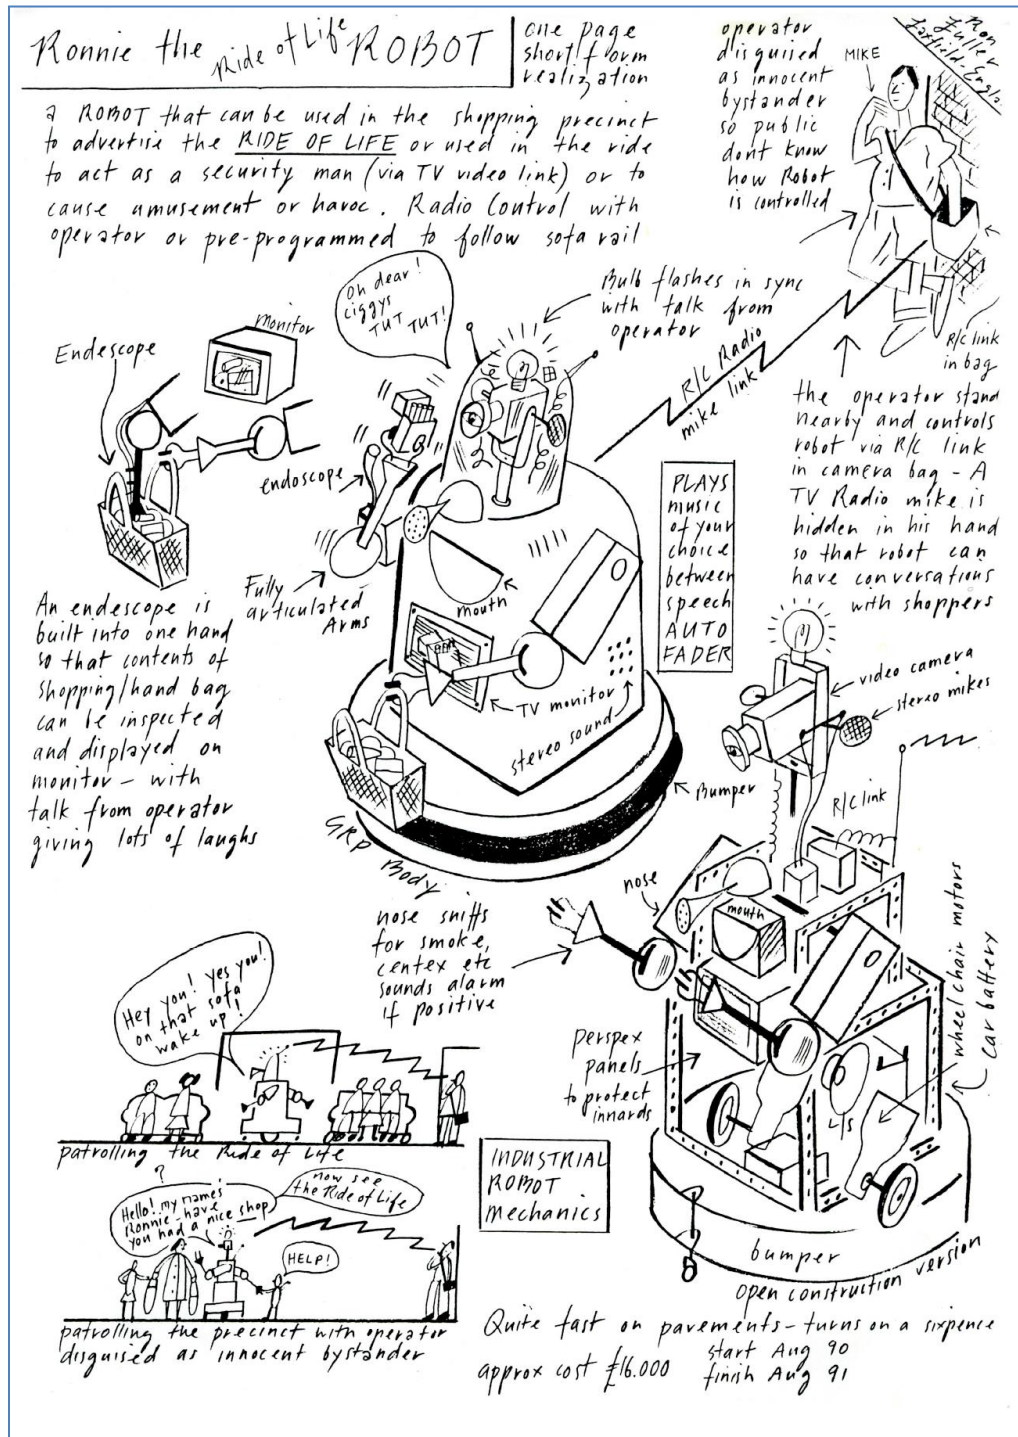 Ronnie the Ride of Life ROBOT
one page
short form
realization
a ROBOT that can be used in the shopping precinct
to advertise the RIDE OF LIFE or used in the ride
to act as a security man (via TV video link) or to
cause amusement or havoc. Radio Control with
operator or pre-programmed to follow sofa rail
operator
disguised
as innocent
bystander
so public
dont know
how Robot
is controlled
MIKE
Ron
Fuller
Laxfield-Engla.
R/C link
in bag
Oh dear!
ciggys
TUT TUT!
Bulb flashes in sync
with talk from
operator
R/C Radio
mike link
the operator stand
nearby and controls
robot via R/C link
in camera bag - A
TV Radio mike is
hidden in his hand
so that robot can
have conversations
with shoppers
Endescope
Monitor
endoscope
Fully
articulated
Arms
mouth
TV monitor
stereo sound
PLAYS
music
of your
choice
between
speech
AUTO
FADER
An endescope is
built into one hand
so that contents of
shopping/hand bag
can be inspected
and displayed on
monitor - with
talk from operator
giving lots of laughs
Bumper
GRP Body
video camera
stereo mikes
R/C link
nose
mouth
nose sniffs
for smoke,
centex etc
sounds alarm
if positive
wheel chair motors
car battery
perspex
panels
to protect
innards
L/S
bumper
open construction version
Hey you! yes you!
on that sofa
wake up!
patrolling the Ride of Life
?
Hello! my names
Ronnie-have
you had a nice shop
now see
the Ride of Life
HELP!
patrolling the precinct with operator
disguised as innocent bystander
INDUSTRIAL
ROBOT
Mechanics
Quite fast on pavements - turns on a sixpence
approx cost £16.000
start Aug 90
finish Aug 91